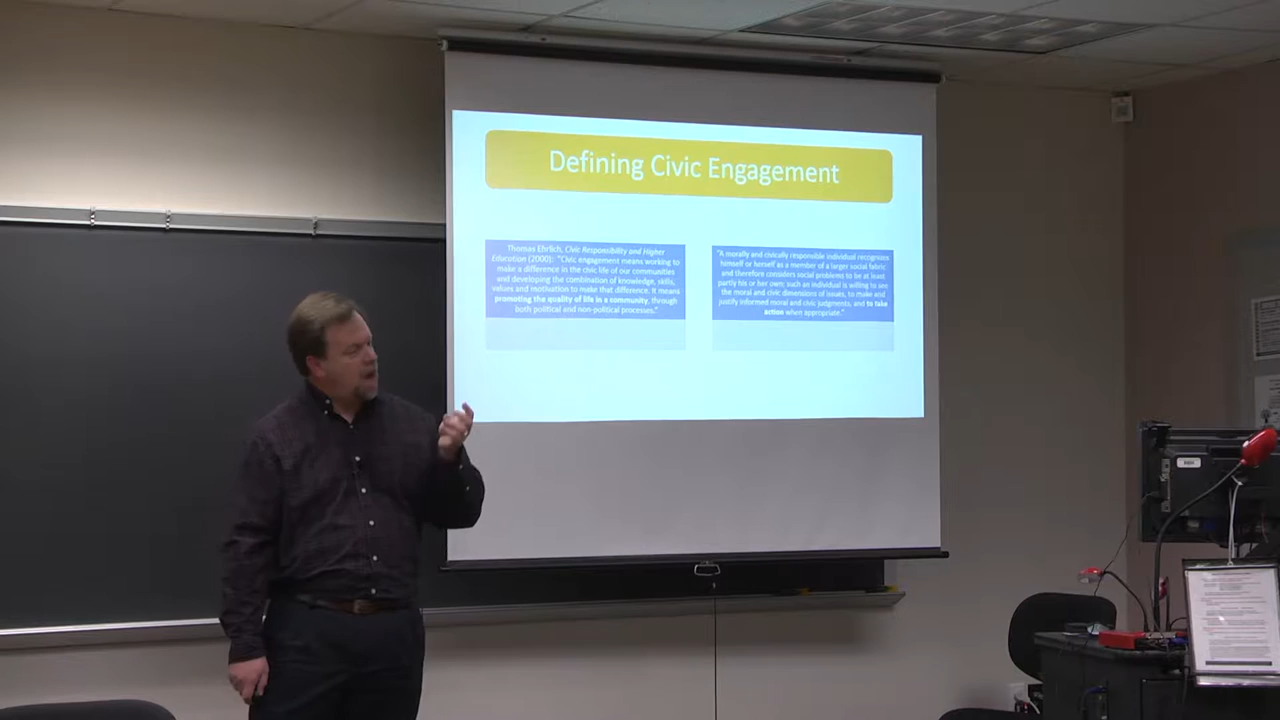 Defining Civic Engagement
Thomas Ehrlich, Civic Responsibility and Higher
Education (2000): "Civic engagement means working to
make a difference in the civic life of our communities
and developing the combination of knowledge, skills,
values and motivation to make that difference. It means
promoting the quality of life in a community, through
both political and non-political processes."
"A morally and civically responsible individual recognizes
himself or herself as a member of a larger social fabric
and therefore considers social problems to be at least
partly his or her own; such an individual is willing to see
the moral and civic dimensions of issues, to make and
justify informed moral and civic judgments, and to take
action when appropriate."